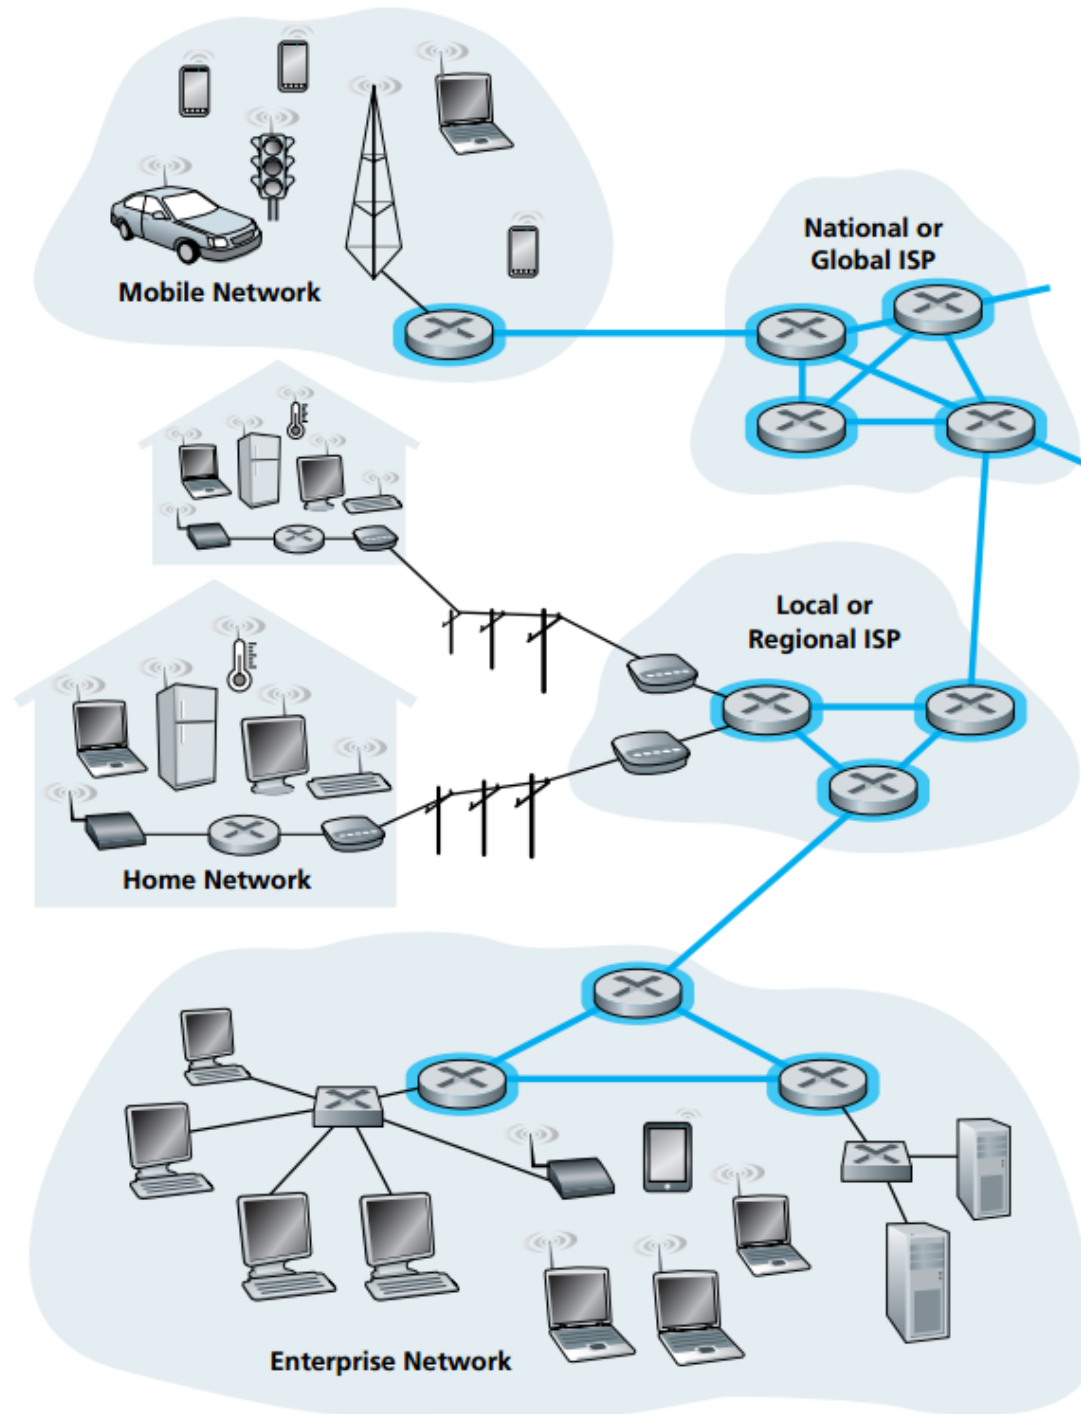 Mobile Network
National or
Global ISP
Local or
Regional ISP
Home Network
Enterprise Network